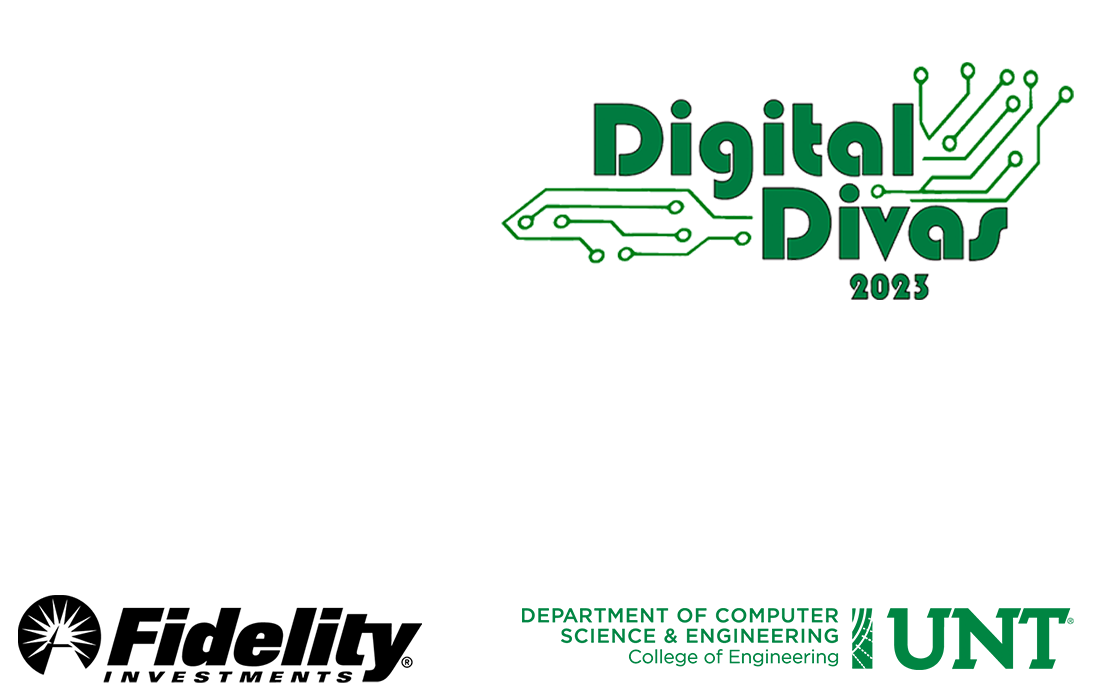 Digital
Divas
2023
Fidelity®
INVESTMENTS
DEPARTMENT OF COMPUTER
SCIENCE & ENGINEERING
College of Engineering
UNT®